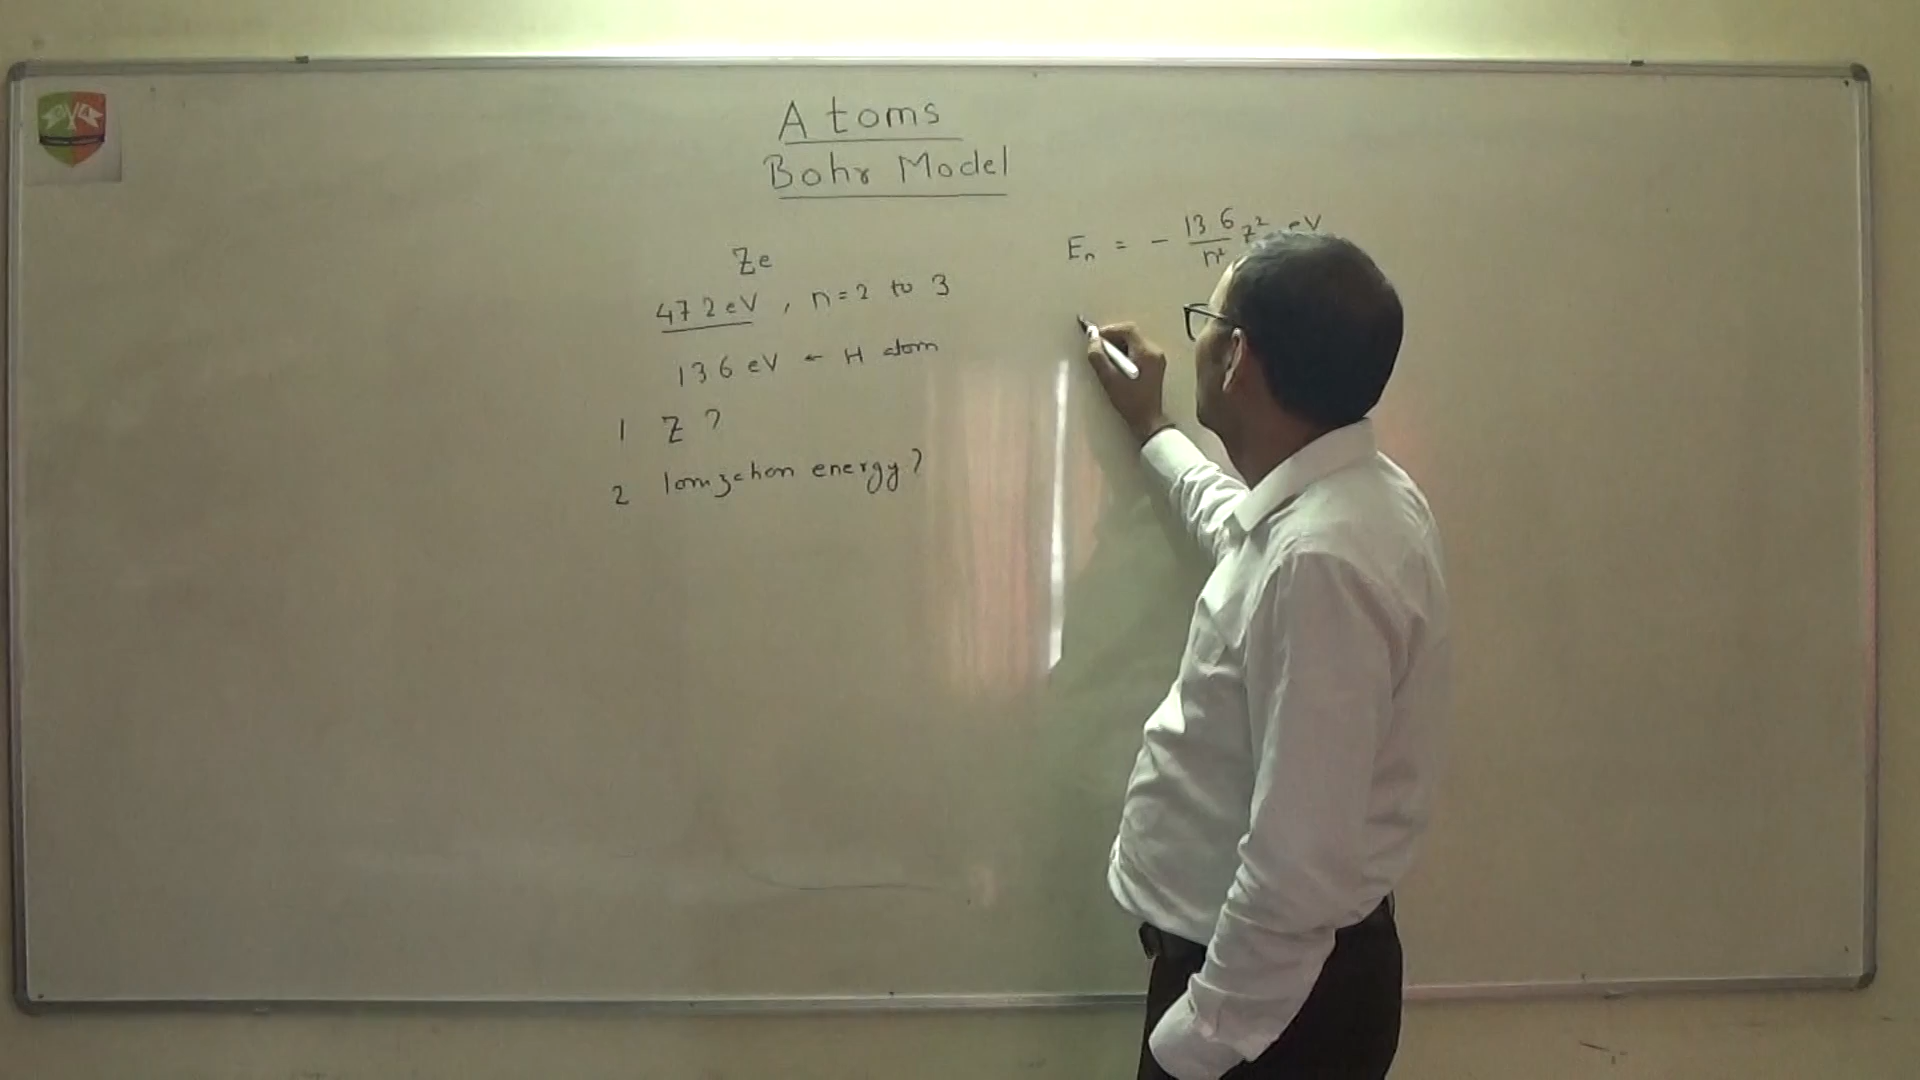 Atoms
Bohr Model
Ze
47 2 eV , n = 2 to 3
13 6 eV ← H atom
1 Z ?
2 Ionization energy ?
En = - 13 6 / n² Z² eV